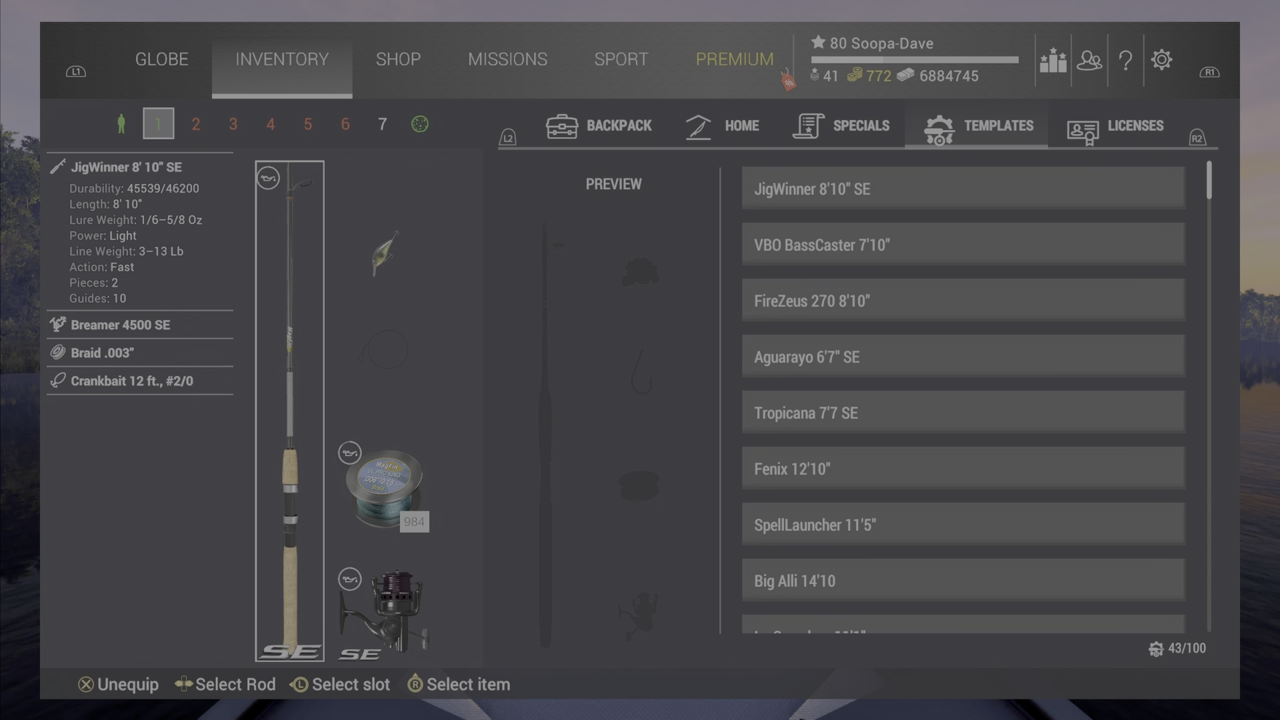 L1
GLOBE
INVENTORY
SHOP
MISSIONS
SPORT
PREMIUM
80 Soopa-Dave
41 772 6884745
?
R1
1 2 3 4 5 6 7
L2
BACKPACK
HOME
SPECIALS
TEMPLATES
LICENSES
R2
JigWinner 8' 10" SE
Durability: 45539/46200
Length: 8' 10"
Lure Weight: 1/6–5/8 Oz
Power: Light
Line Weight: 3–13 Lb
Action: Fast
Pieces: 2
Guides: 10
Breamer 4500 SE
Braid .003"
Crankbait 12 ft., #2/0
984
SE
SE
PREVIEW
JigWinner 8'10" SE
VBO BassCaster 7'10"
FireZeus 270 8'10"
Aguarayo 6'7" SE
Tropicana 7'7 SE
Fenix 12'10"
SpellLauncher 11'5"
Big Alli 14'10
43/100
Unequip
Select Rod
L Select slot
R Select item